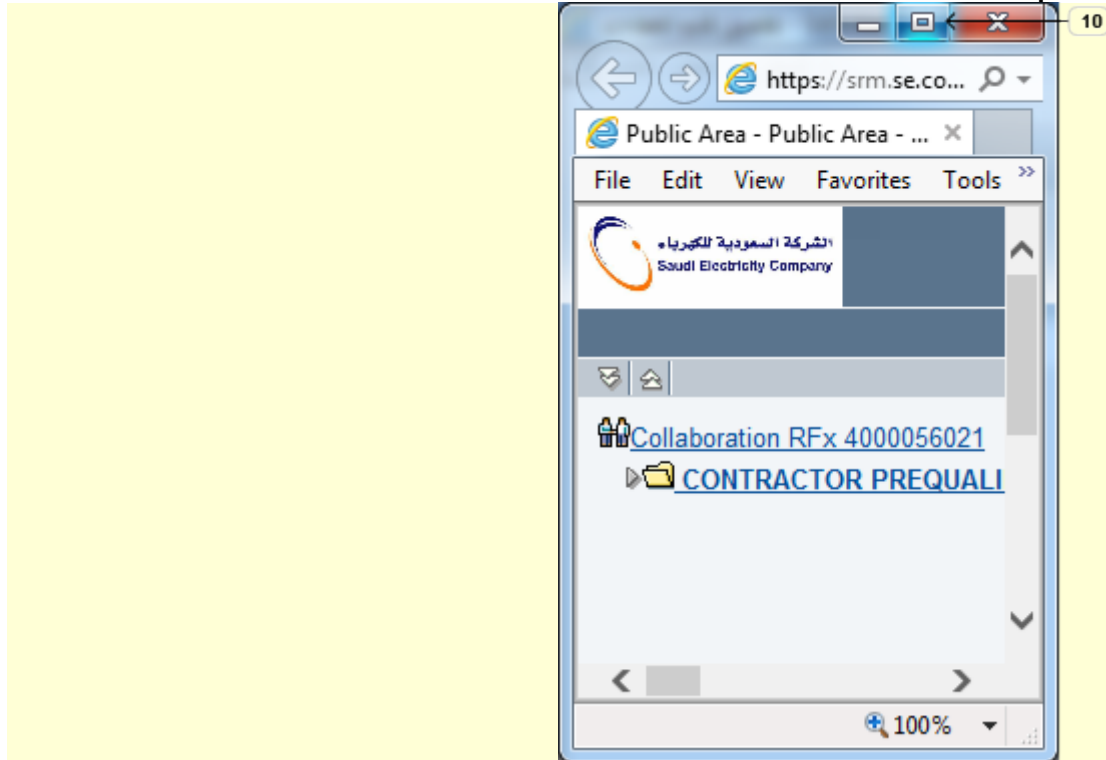 10
https://srm.se.co...
Public Area - Public Area - ...
File Edit View Favorites Tools »
الشركة السعودية للكهرباء
Saudi Electricity Company
Collaboration RFx 4000056021
CONTRACTOR PREQUALI
100%